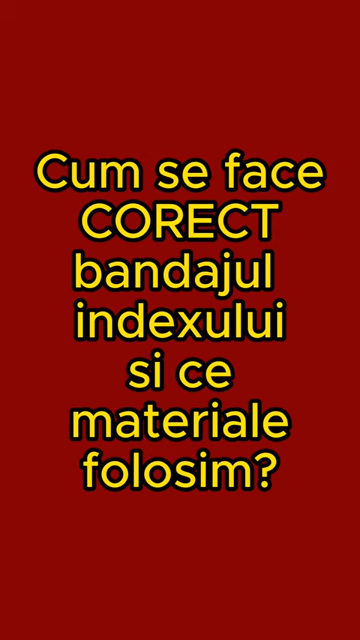 Cum se face
CORECT
bandajul
indexului
si ce
materiale
folosim?